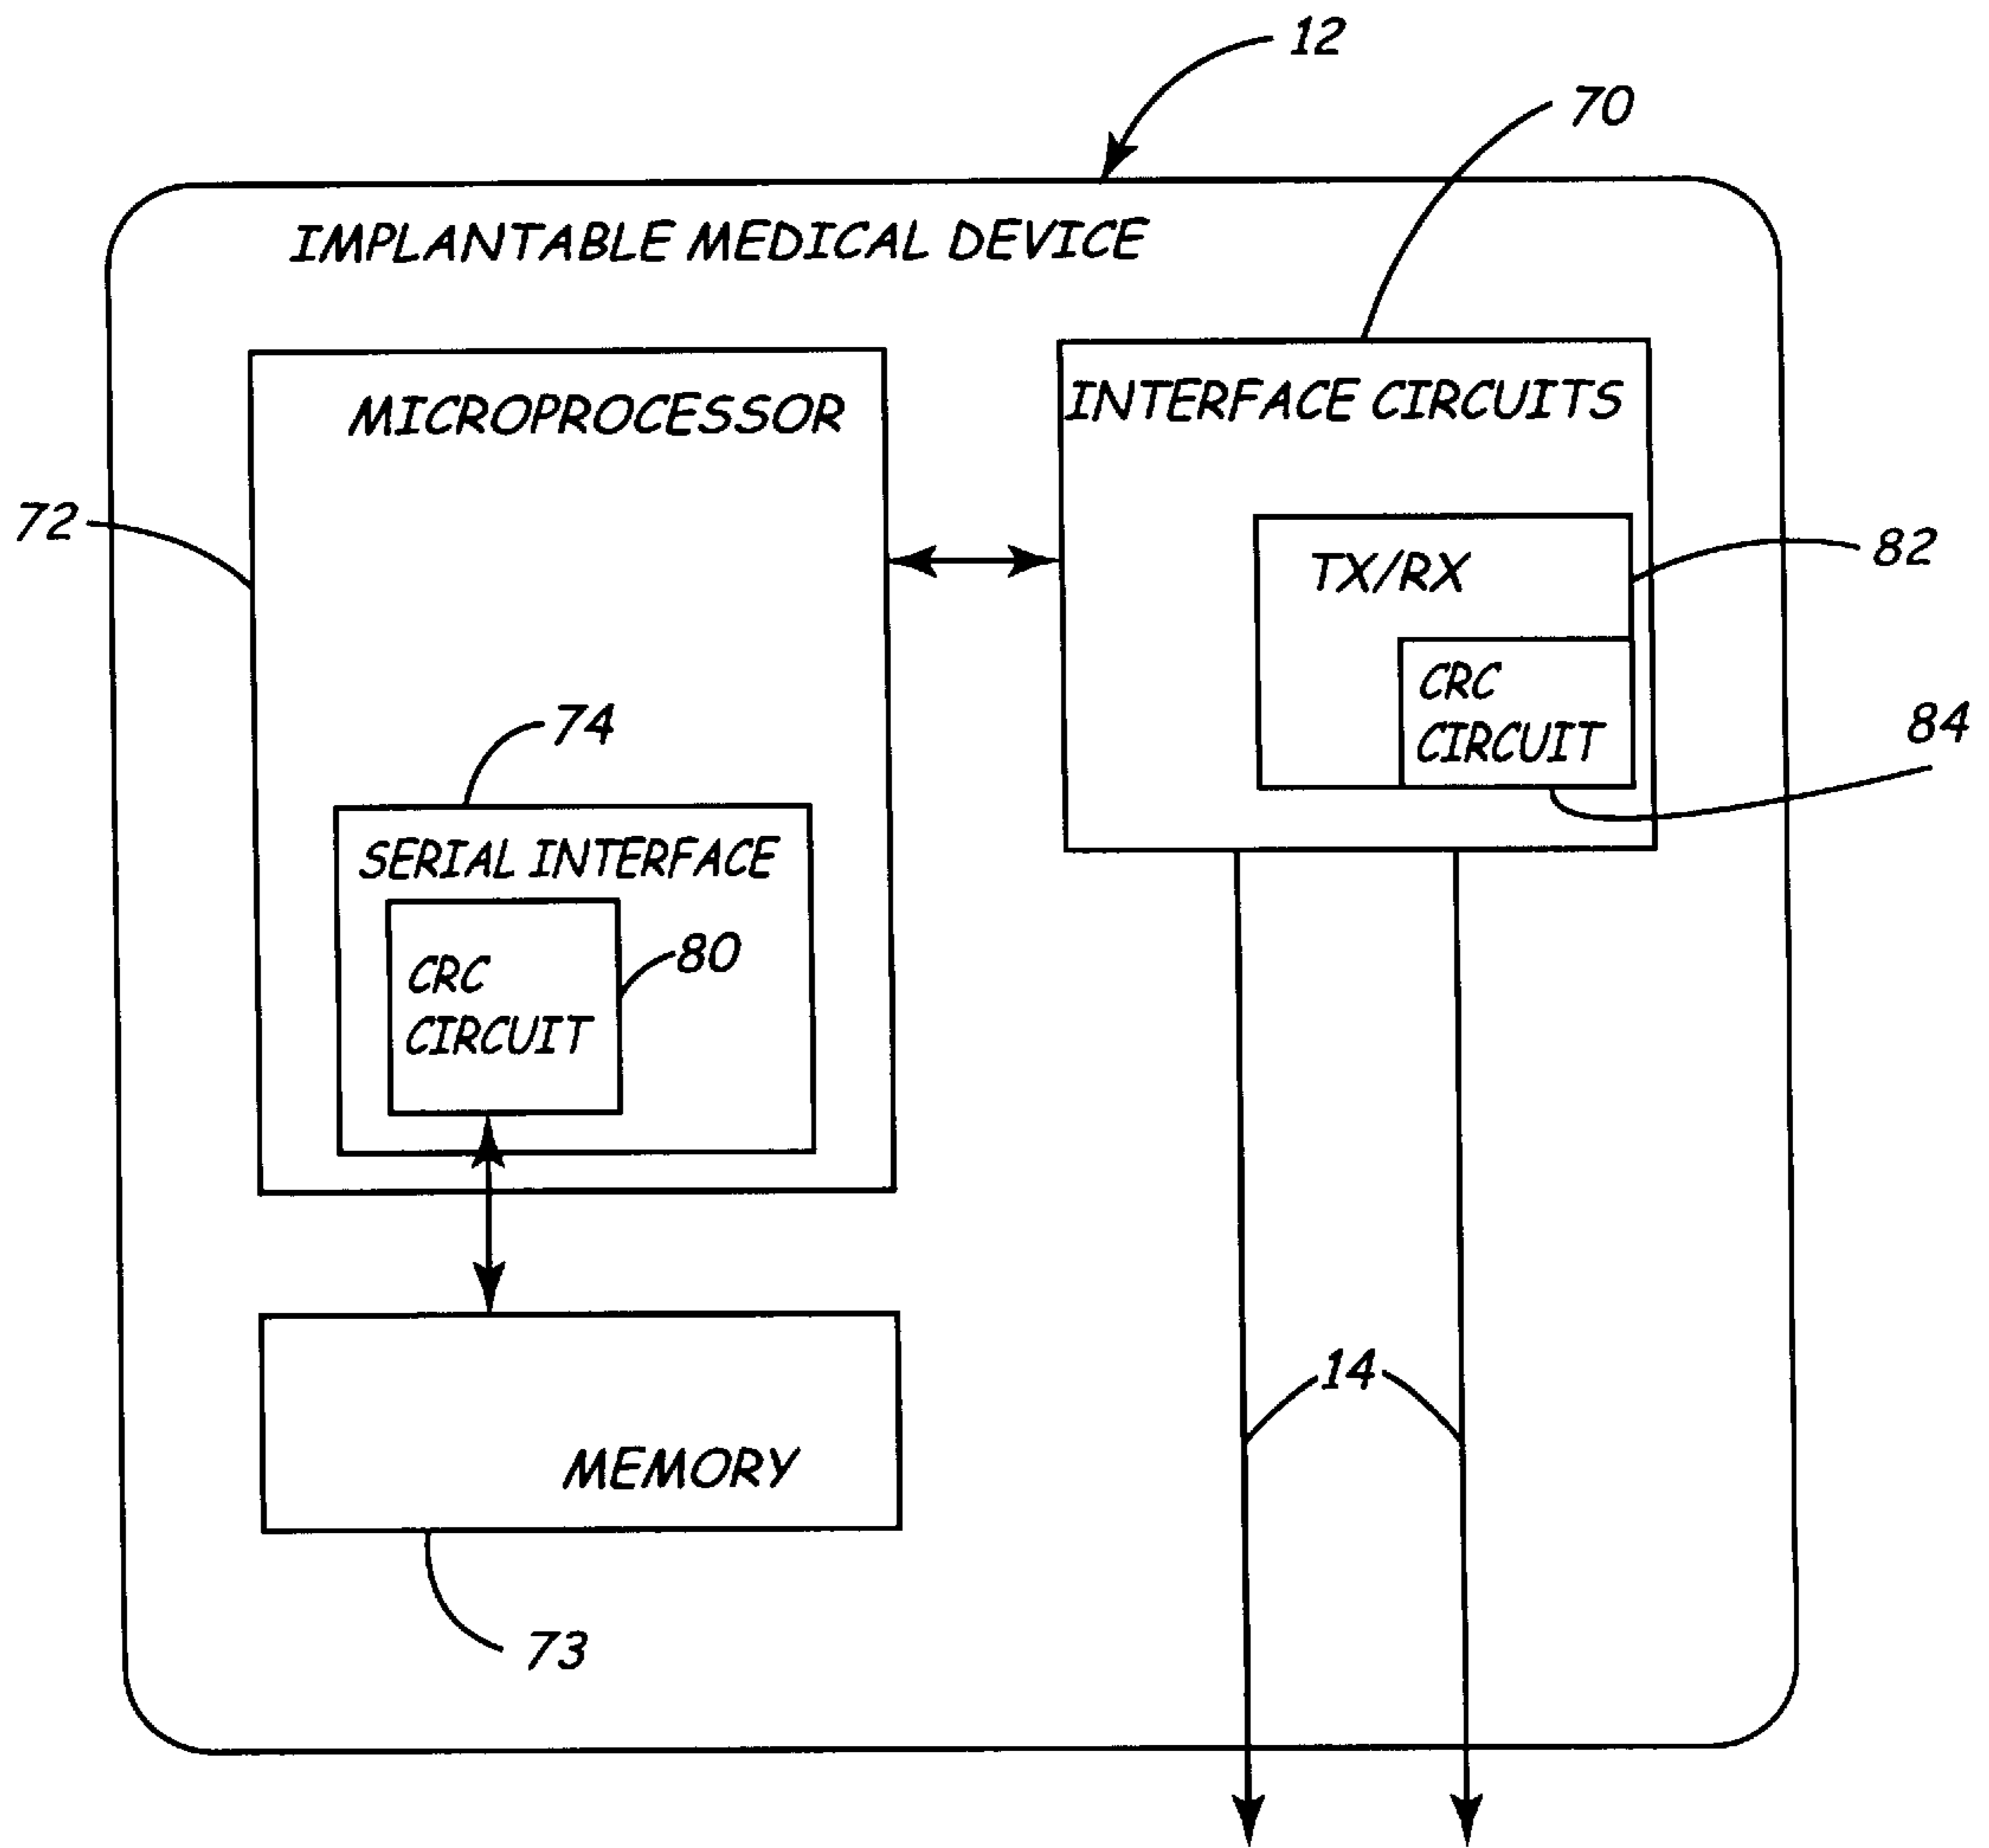 12
70
IMPLANTABLE MEDICAL DEVICE
MICROPROCESSOR
INTERFACE CIRCUITS
72
TX/RX
82
CRC
CIRCUIT
84
74
SERIAL INTERFACE
CRC
CIRCUIT
80
14
MEMORY
73